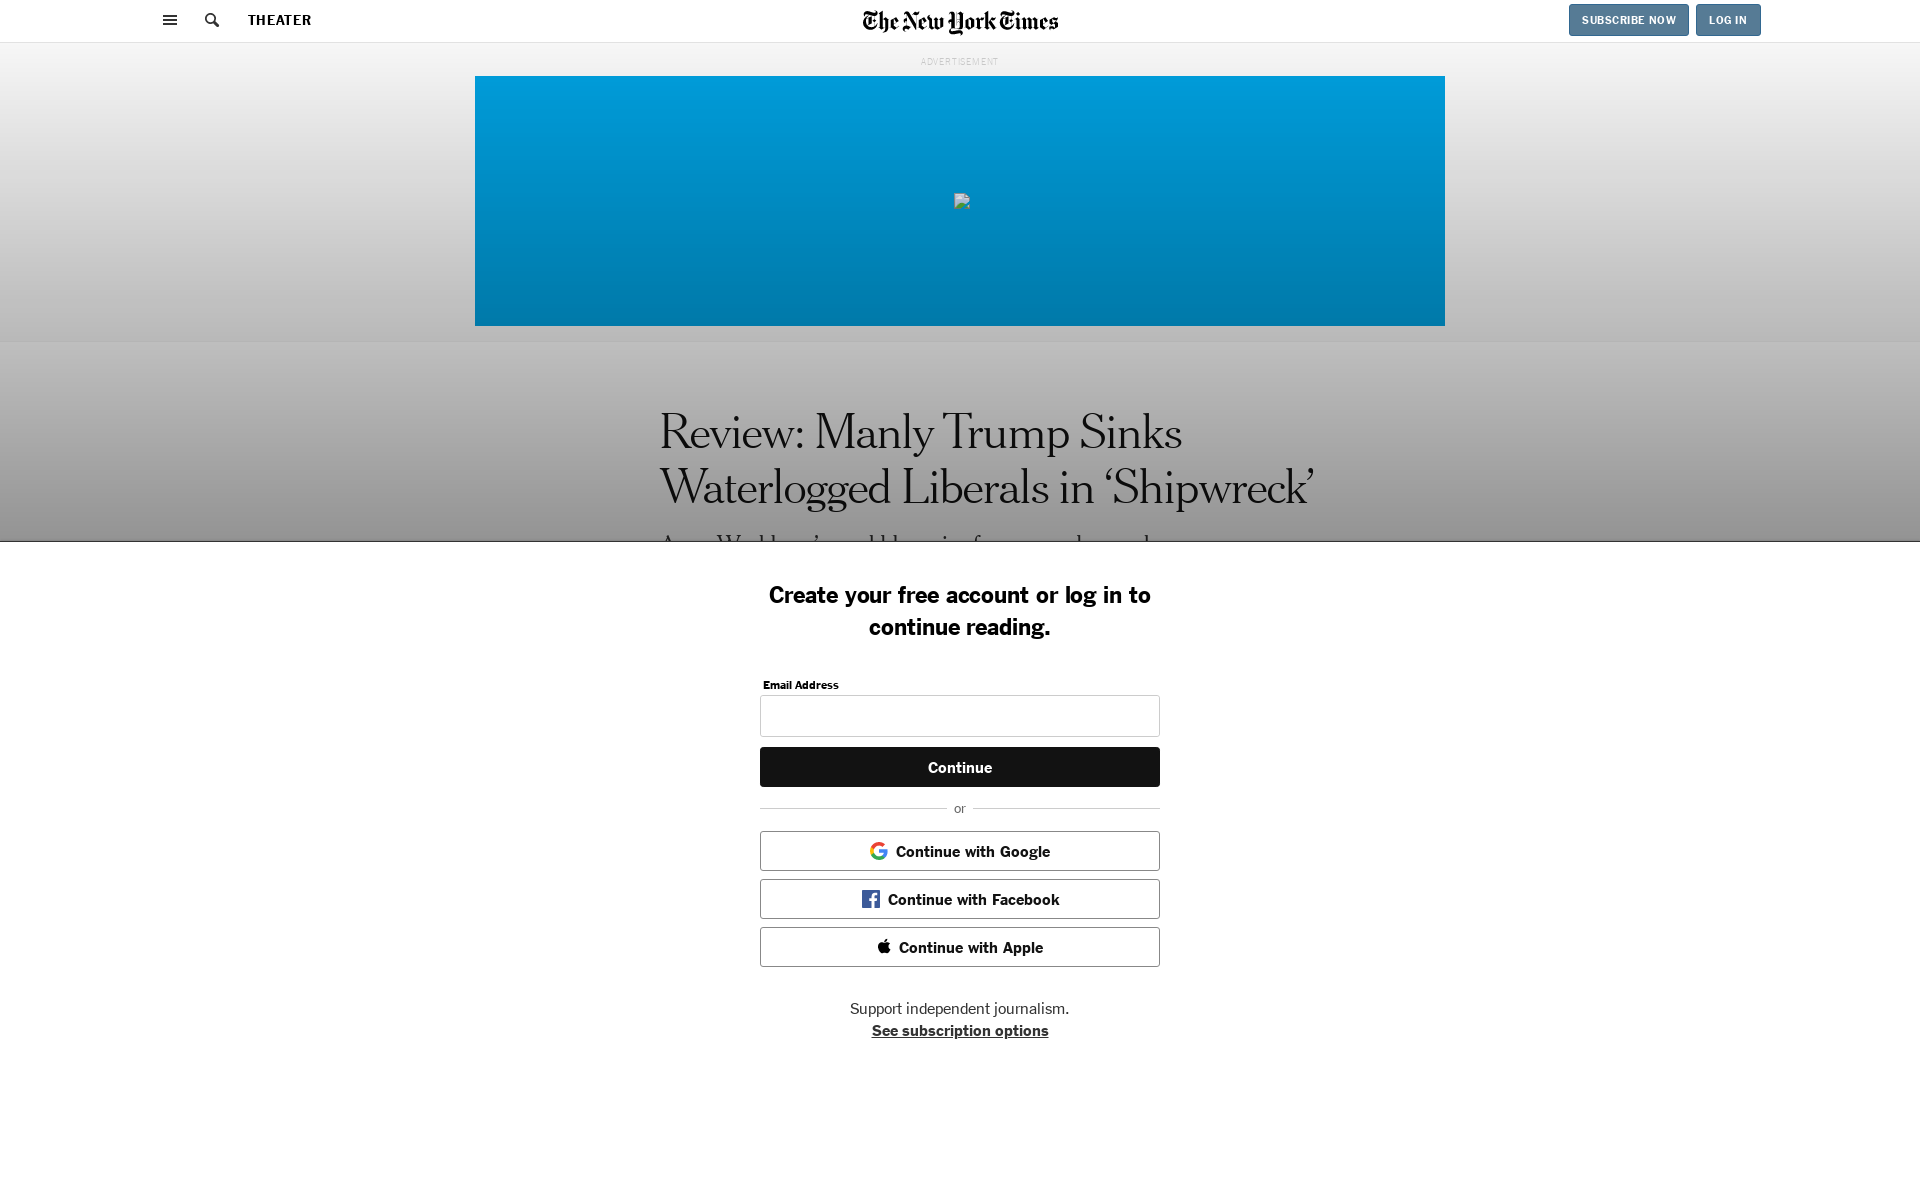 THEATER
The New York Times
SUBSCRIBE NOW
LOG IN
ADVERTISEMENT
Review: Manly Trump Sinks
Waterlogged Liberals in ‘Shipwreck’
Create your free account or log in to
continue reading.
Email Address
Continue
or
Continue with Google
Continue with Facebook
Continue with Apple
Support independent journalism.
See subscription options